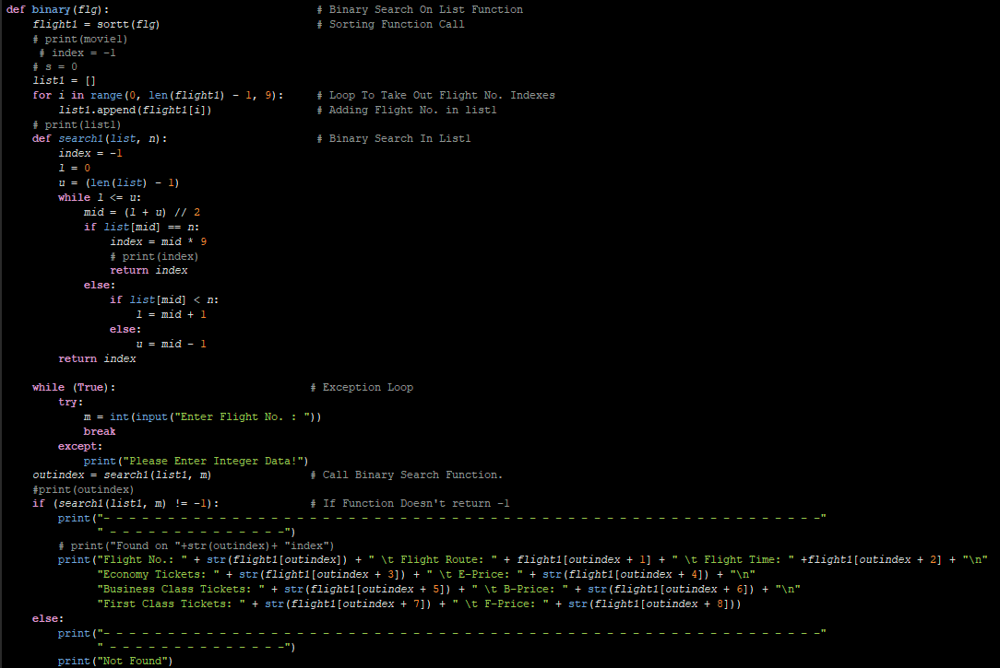 def binary(flg):                                # Binary Search On List Function
    flight1 = sortt(flg)                        # Sorting Function Call
    # print(movie1)
     # index = -1
    # s = 0
    list1 = []
    for i in range(0, len(flight1) - 1, 9):     # Loop To Take Out Flight No. Indexes
        list1.append(flight1[i])                # Adding Flight No. in list1
    # print(list1)
    def search1(list, n):                       # Binary Search In List1
        index = -1
        l = 0
        u = (len(list) - 1)
        while l <= u:
            mid = (l + u) // 2
            if list[mid] == n:
                index = mid * 9
                # print(index)
                return index
            else:
                if list[mid] < n:
                    l = mid + 1
                else:
                    u = mid - 1
        return index
    while (True):                              # Exception Loop
        try:
            m = int(input("Enter Flight No. : "))
            break
        except:
            print("Please Enter Integer Data!")
    outindex = search1(list1, m)               # Call Binary Search Function.
    #print(outindex)
    if (search1(list1, m) != -1):              # If Function Doesn't return -1
        print("- - - - - - - - - - - - - - - - - - - - - - - - - - - - - - - - - - - - - - - - - - - - - - - - - - - - - - - -"
              " - - - - - - - - - - - - - -")
        # print("Found on "+str(outindex)+ "index")
        print("Flight No.: " + str(flight1[outindex]) + " \t Flight Route: " + flight1[outindex + 1] + " \t Flight Time: " +flight1[outindex + 2] + "\n"
              "Economy Tickets: " + str(flight1[outindex + 3]) + " \t E-Price: " + str(flight1[outindex + 4]) + "\n"
              "Business Class Tickets: " + str(flight1[outindex + 5]) + " \t B-Price: " + str(flight1[outindex + 6]) + "\n"
              "First Class Tickets: " + str(flight1[outindex + 7]) + " \t F-Price: " + str(flight1[outindex + 8]))
    else:
        print("- - - - - - - - - - - - - - - - - - - - - - - - - - - - - - - - - - - - - - - - - - - - - - - - - - - - - - - -"
              " - - - - - - - - - - - - - -")
        print("Not Found")